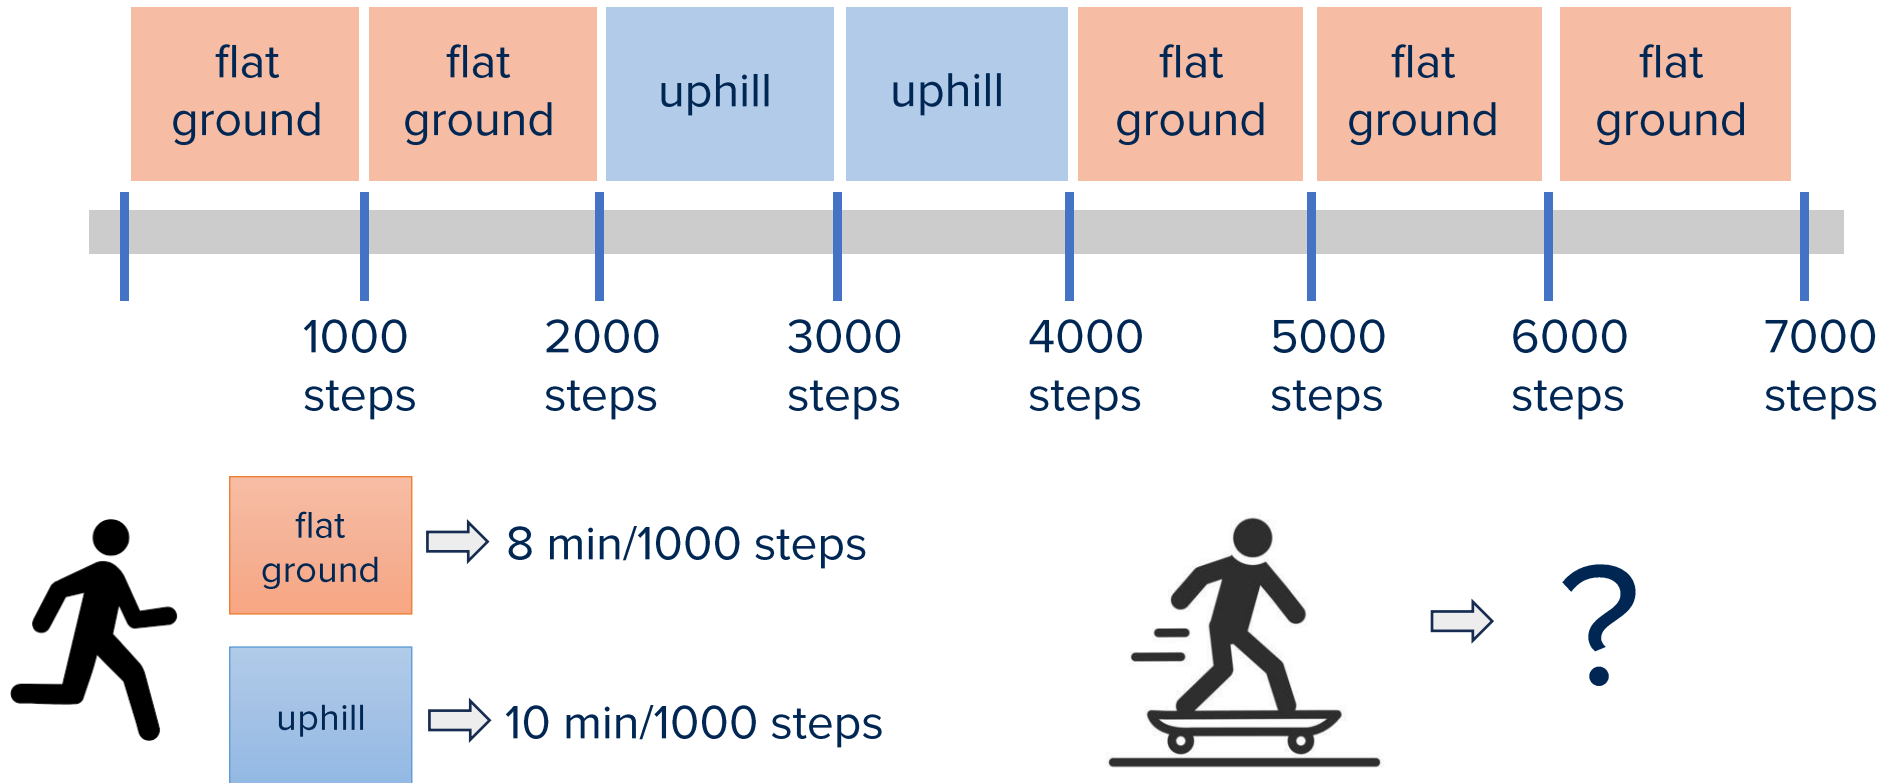 flat
ground
flat
ground
uphill
uphill
flat
ground
flat
ground
flat
ground
1000
steps
2000
steps
3000
steps
4000
steps
5000
steps
6000
steps
7000
steps
flat
ground
8 min/1000 steps
uphill
10 min/1000 steps
?